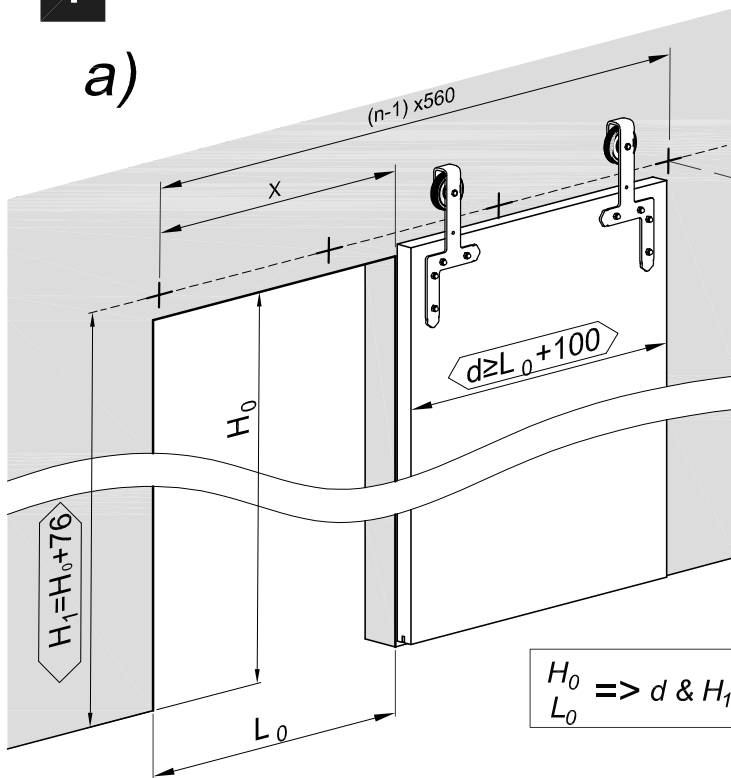 a)
(n-1) x560
x
d≥L₀+100
H₀
H₁=H₀+76
L₀
H₀
L₀
=> d & H₁